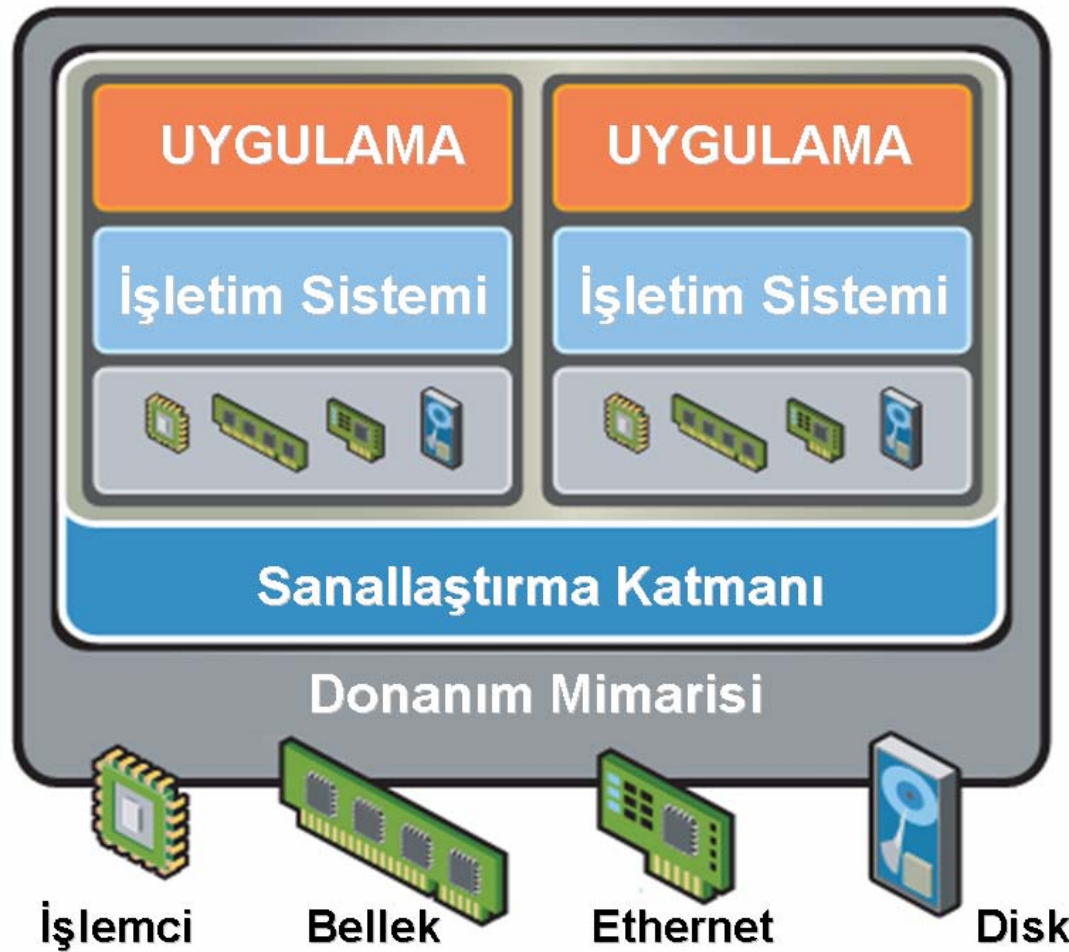 UYGULAMA UYGULAMA
İşletim Sistemi İşletim Sistemi
Sanallaştırma Katmanı
Donanım Mimarisi
İşlemci Bellek Ethernet Disk